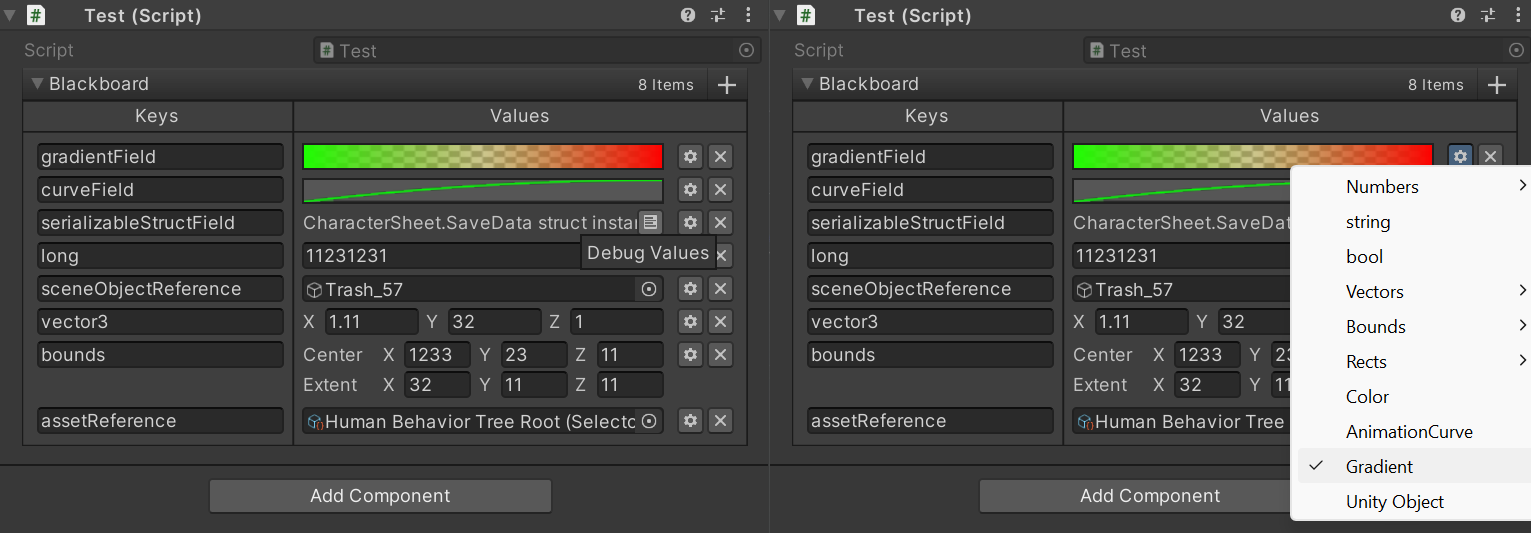 Test (Script)
Script Test
Blackboard 8 Items
Keys Values
gradientField
curveField
serializableStructField CharacterSheet.SaveData struct instar
long 11231231 Debug Values
sceneObjectReference Trash_57
vector3 X 1.11 Y 32 Z 1
bounds Center X 1233 Y 23 Z 11
Extent X 32 Y 11 Z 11
assetReference Human Behavior Tree Root (Selecto
Add Component
Test (Script)
Script Test
Blackboard 8 Items
Keys Values
gradientField
curveField
serializableStructField CharacterSheet.SaveDat
long 11231231
sceneObjectReference Trash_57
vector3 X 1.11 Y 32
bounds Center X 1233 Y 23
Extent X 32 Y 11
assetReference Human Behavior Tree
Add Component
Numbers
string
bool
Vectors
Bounds
Rects
Color
AnimationCurve
Gradient
Unity Object